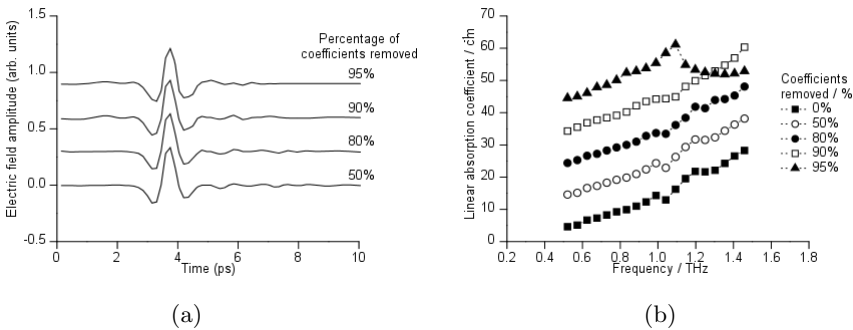 1.5
1.0
0.5
0.0
-0.5
Electric field amplitude (arb. units)
Percentage of
coefficients removed
95%
90%
80%
50%
0 2 4 6 8 10
Time (ps)
(a)
70
60
50
40
30
20
10
0
Linear absorption coefficient / cm
Coefficients
removed / %
0%
50%
80%
90%
95%
0.2 0.4 0.6 0.8 1.0 1.2 1.4 1.6 1.8
Frequency / THz
(b)